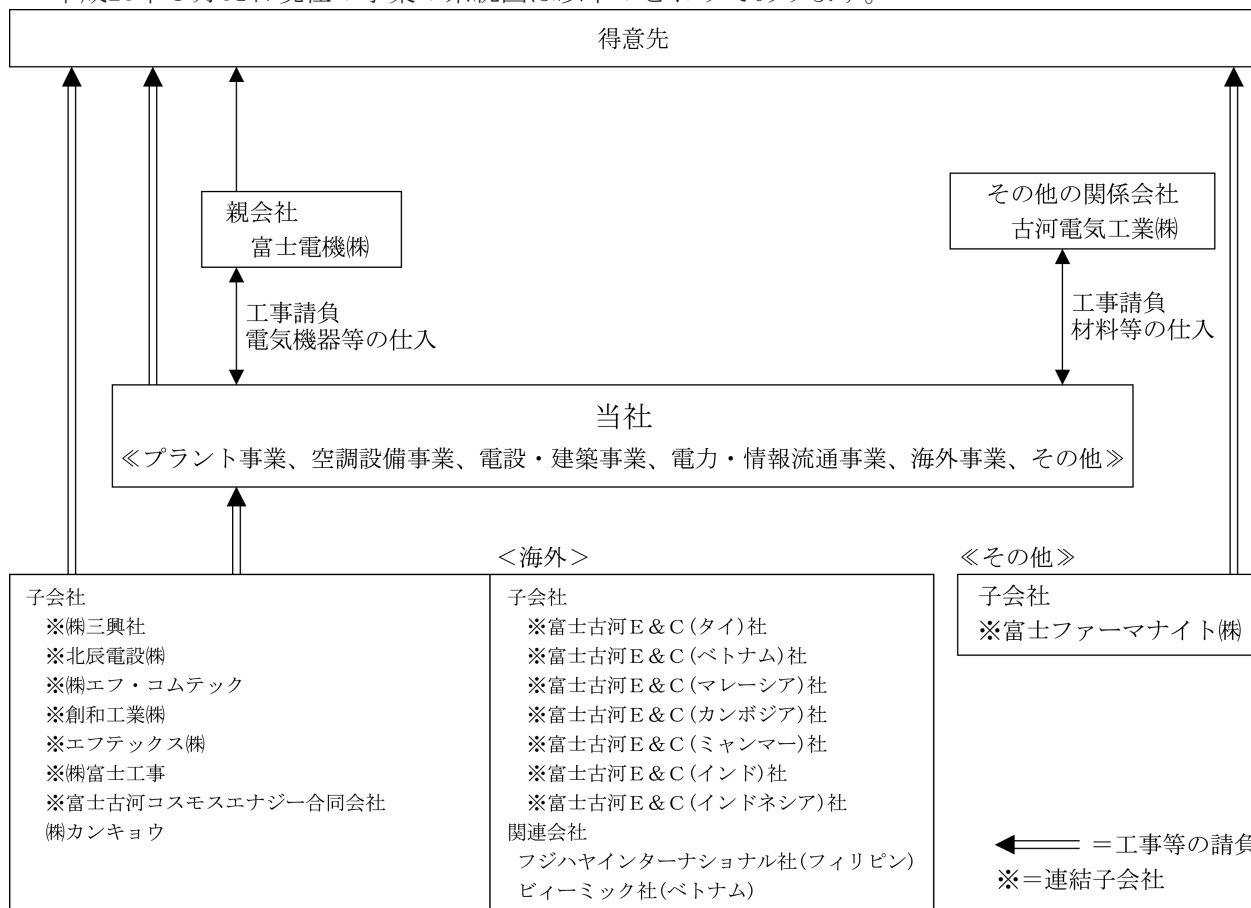 得意先
親会社
富士電機㈱
その他の関係会社
古河電気工業㈱
工事請負
電気機器等の仕入
工事請負
材料等の仕入
当社
≪プラント事業、空調設備事業、電設・建築事業、電力・情報流通事業、海外事業、その他≫
＜海外＞
≪その他≫
子会社
※㈱三興社
※北辰電設㈱
※㈱エフ・コムテック
※創和工業㈱
※エフテックス㈱
※㈱富士工事
※富士古河コスモスエナジー合同会社
㈱カンキョウ
子会社
※富士古河Ｅ＆Ｃ(タイ)社
※富士古河Ｅ＆Ｃ(ベトナム)社
※富士古河Ｅ＆Ｃ(マレーシア)社
※富士古河Ｅ＆Ｃ(カンボジア)社
※富士古河Ｅ＆Ｃ(ミャンマー)社
※富士古河Ｅ＆Ｃ(インド)社
※富士古河Ｅ＆Ｃ(インドネシア)社
関連会社
フジハヤインターナショナル社(フィリピン)
ビィーミック社(ベトナム)
子会社
※富士ファーマナイト㈱
＝工事等の請負
※＝連結子会社